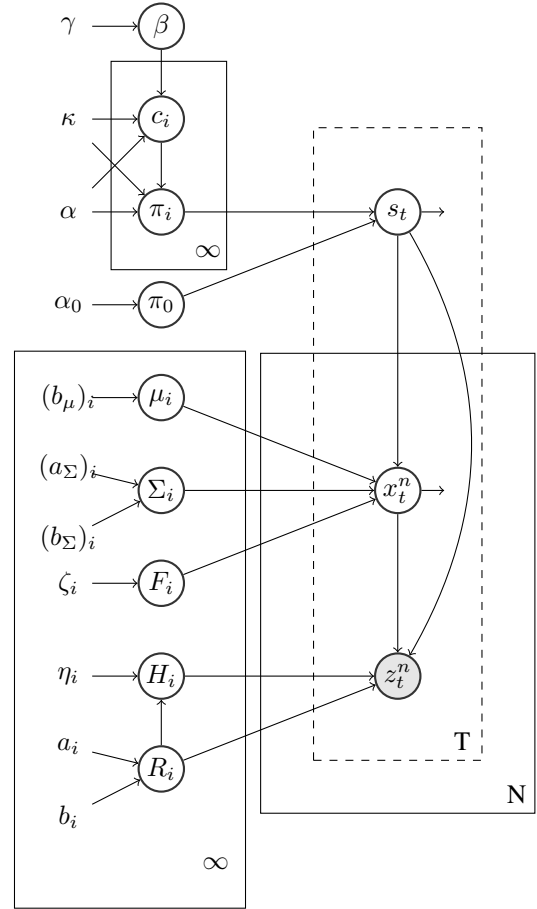 γ β
κ c_i
α π_i s_t
∞
α_0 π_0
(b_μ)_i μ_i
(a_Σ)_i Σ_i x_t^n
(b_Σ)_i
ζ_i F_i
η_i H_i z_t^n
a_i R_i T
b_i N
∞